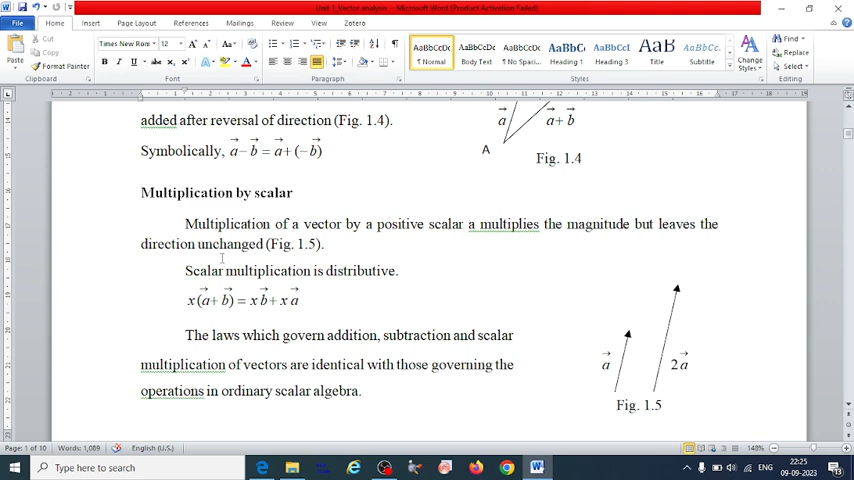 Unit 1_Vector analysis - Microsoft Word (Product Activation Failed)
File Home Insert Page Layout References Mailings Review View Zotero
Paste Cut Copy Format Painter Clipboard
Times New Rom 12 Font
Paragraph
AaBbCcDc ¶ Normal AaBbCcDc Body Text AaBbCcDc ¶ No Spaci... AaBbC Heading 1 AaBbCcI Heading 3 AaB Title AaBbCc. Subtitle Styles
Change Styles
Find Replace Select Editing
added after reversal of direction (Fig. 1.4).
Symbolically, a⃗ − b⃗ = a⃗ + (−b⃗)
a⃗ a⃗ + b⃗
A
Fig. 1.4
Multiplication by scalar
Multiplication of a vector by a positive scalar a multiplies the magnitude but leaves the
direction unchanged (Fig. 1.5).
Scalar multiplication is distributive.
x(a⃗ + b⃗) = x b⃗ + x a⃗
The laws which govern addition, subtraction and scalar
multiplication of vectors are identical with those governing the
operations in ordinary scalar algebra.
a⃗ 2a⃗
Fig. 1.5
Page: 1 of 10 Words: 1,089 English (U.S.) 148%
Type here to search
ENG 22:25
09-09-2023